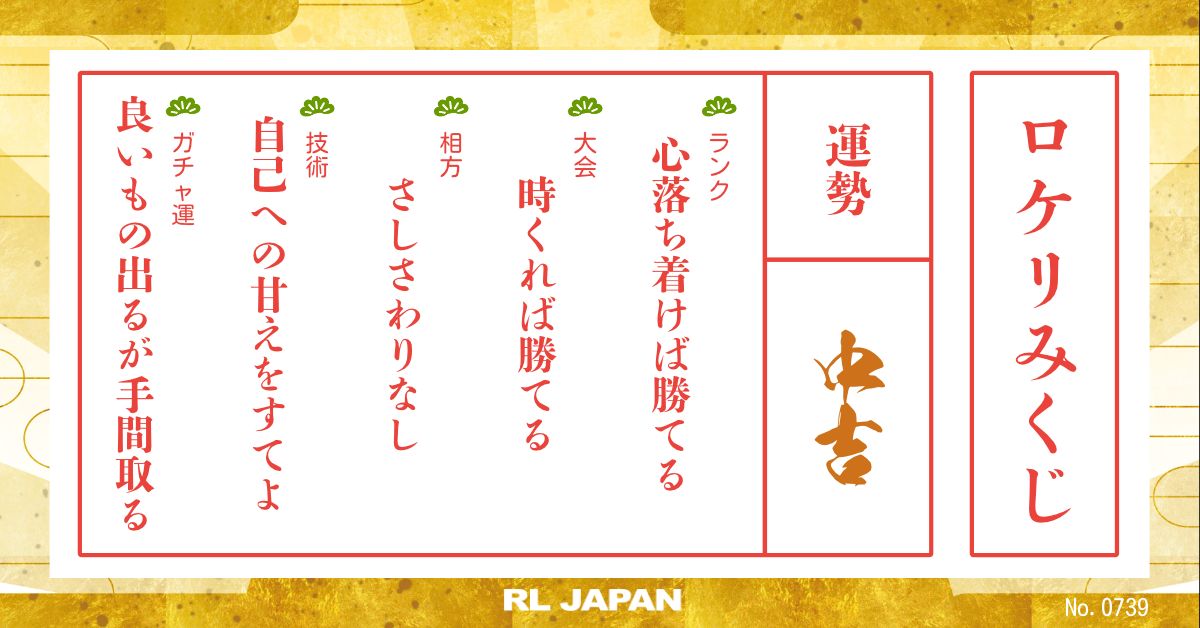 ロケリみくじ
運勢
中吉
ランク
心落ち着けば勝てる
大会
時くれば勝てる
相方
さしさわりなし
技術
自己への甘えをすてよ
ガチャ運
良いもの出るが手間取る
RL JAPAN
No. 0739